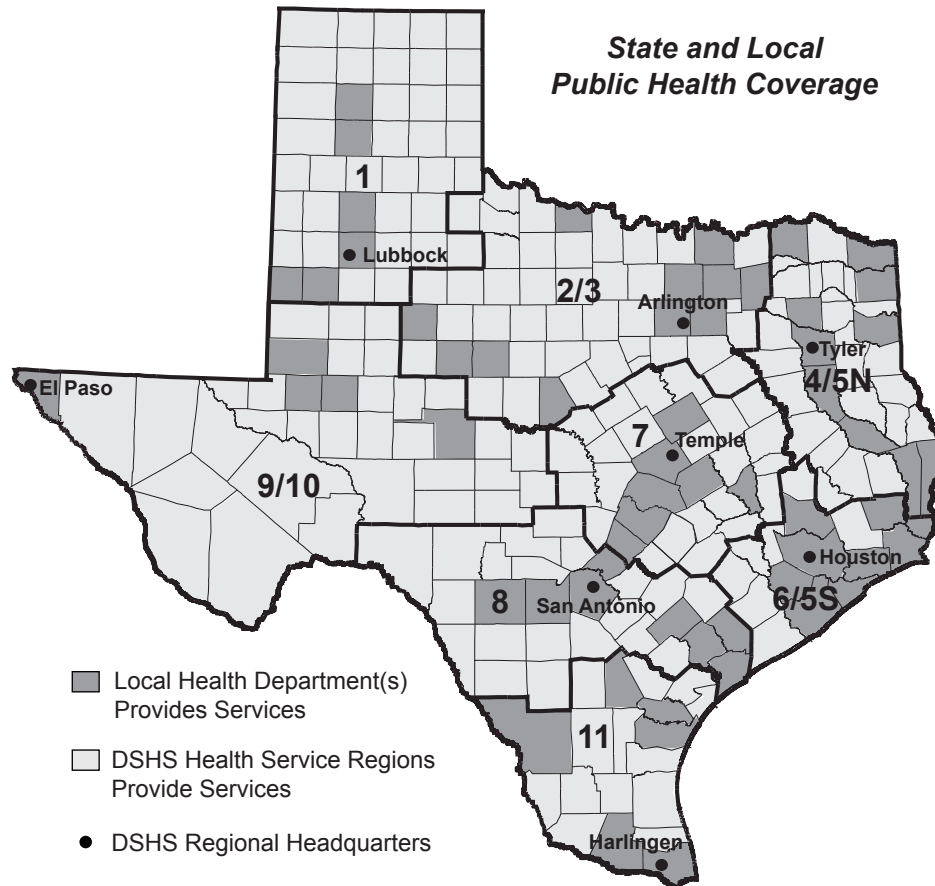 State and Local
Public Health Coverage
1
Lubbock
2/3
Arlington
Tyler
4/5N
El Paso
7
Temple
9/10
Houston
8
San Antonio
6/5S
Local Health Department(s)
Provides Services
11
DSHS Health Service Regions
Provide Services
DSHS Regional Headquarters
Harlingen